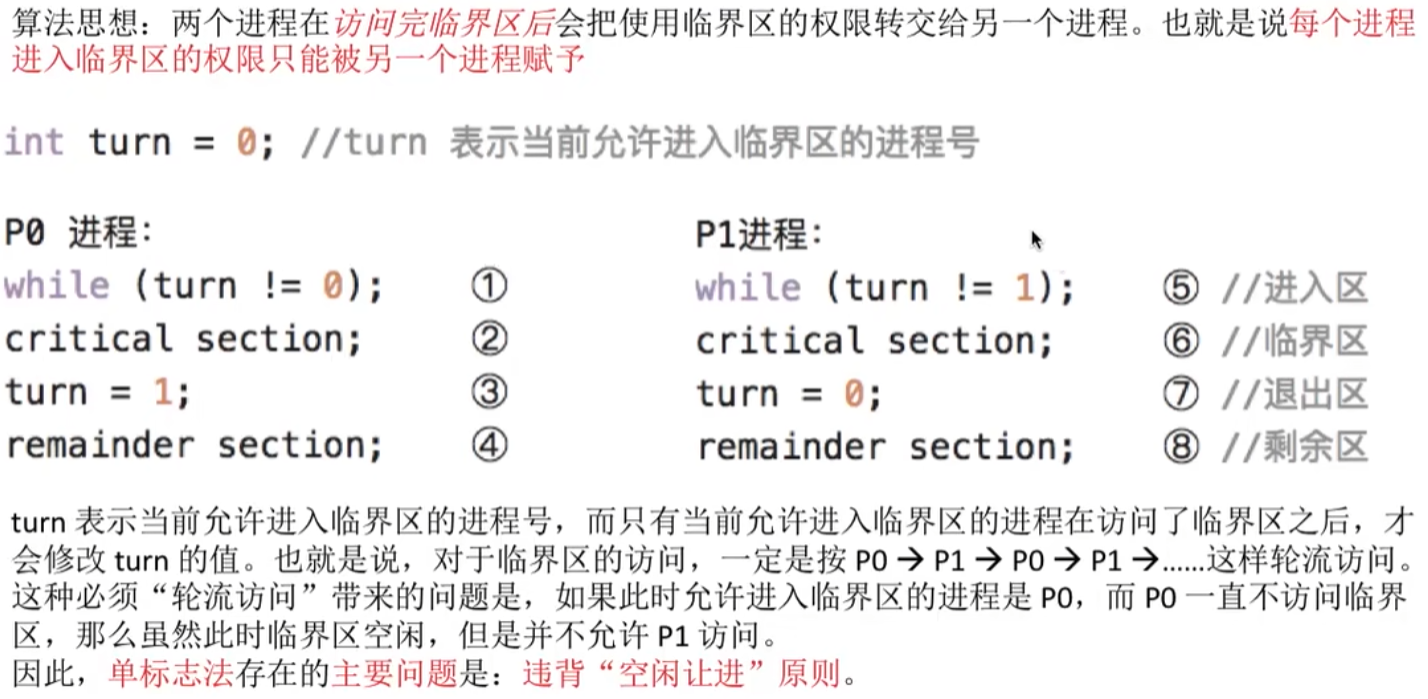 算法思想：两个进程在访问完临界区后会把使用临界区的权限转交给另一个进程。也就是说每个进程
进入临界区的权限只能被另一个进程赋予
int turn = 0; //turn 表示当前允许进入临界区的进程号
P0 进程： P1进程：
while (turn != 0); ① while (turn != 1); ⑤ //进入区
critical section; ② critical section; ⑥ //临界区
turn = 1; ③ turn = 0; ⑦ //退出区
remainder section; ④ remainder section; ⑧ //剩余区
turn 表示当前允许进入临界区的进程号，而只有当前允许进入临界区的进程在访问了临界区之后，才
会修改 turn 的值。也就是说，对于临界区的访问，一定是按 P0 → P1 → P0 → P1 →……这样轮流访问。
这种必须“轮流访问”带来的问题是，如果此时允许进入临界区的进程是 P0，而 P0 一直不访问临界
区，那么虽然此时临界区空闲，但是并不允许 P1 访问。
因此，单标志法存在的主要问题是：违背“空闲让进”原则。